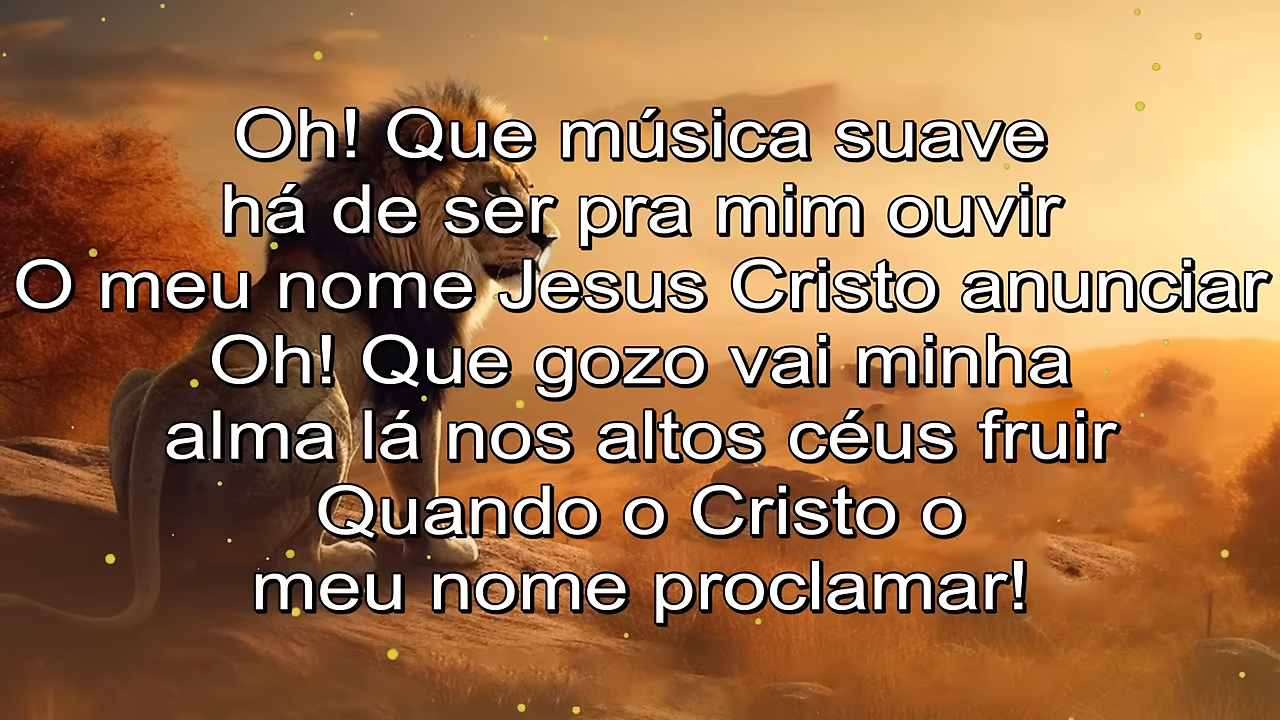 Oh! Que música suave
há de ser pra mim ouvir
O meu nome Jesus Cristo anunciar
Oh! Que gozo vai minha
alma lá nos altos céus fruir
Quando o Cristo o
meu nome proclamar!